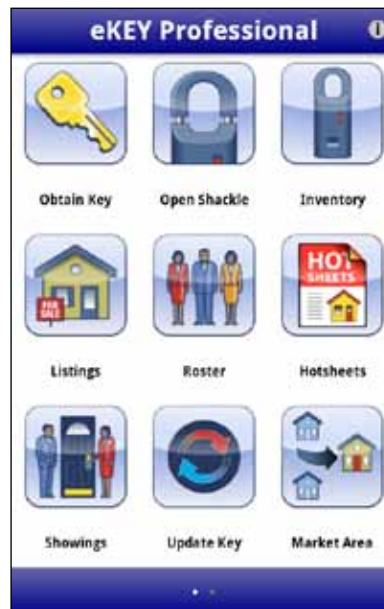 eKEY Professional
Obtain Key Open Shackle Inventory
FOR
SALE
HOT
SHEETS
Listings Roster Hotsheets
Showings Update Key Market Area